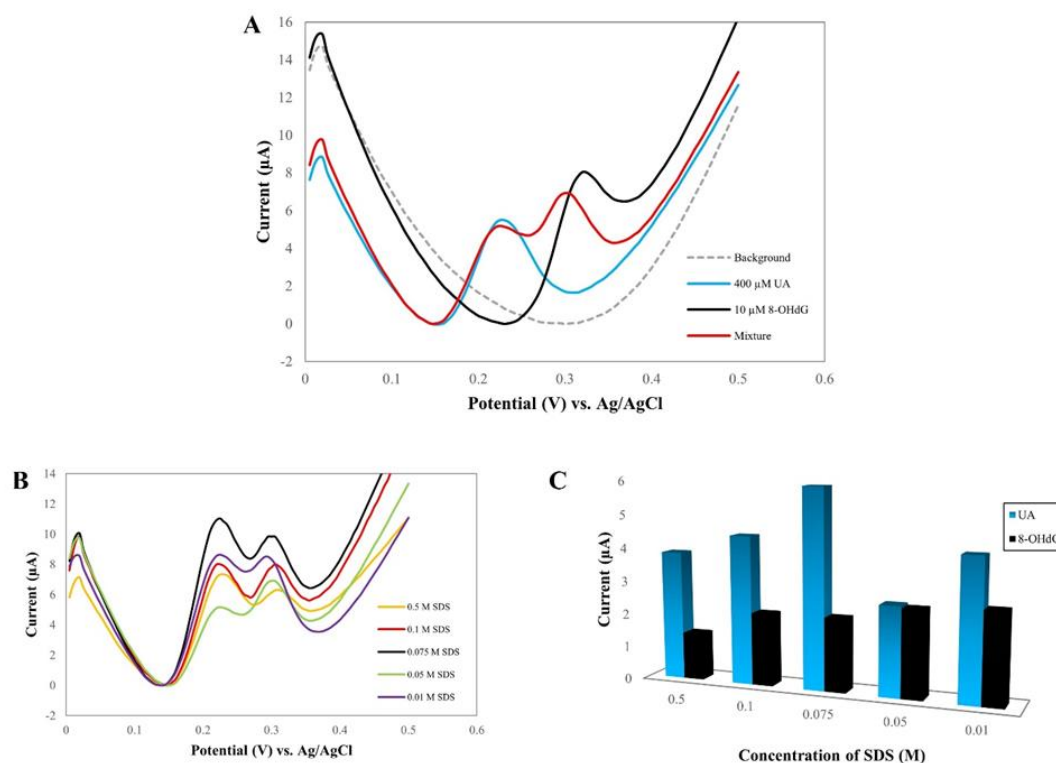 A
16
14
12
10
8
6
4
2
0
-2
Current (µA)
0
0.1
0.2
0.3
0.4
0.5
0.6
Potential (V) vs. Ag/AgCl
Background
400 µM UA
10 µM 8-OHdG
Mixture
B
14
12
10
8
6
4
2
0
-2
Current (µA)
0
0.1
0.2
0.3
0.4
0.5
0.6
Potential (V) vs. Ag/AgCl
0.5 M SDS
0.1 M SDS
0.075 M SDS
0.05 M SDS
0.01 M SDS
C
6
5
4
3
2
1
0
Current (µA)
0.5
0.1
0.075
0.05
0.01
Concentration of SDS (M)
UA
8-OHdG